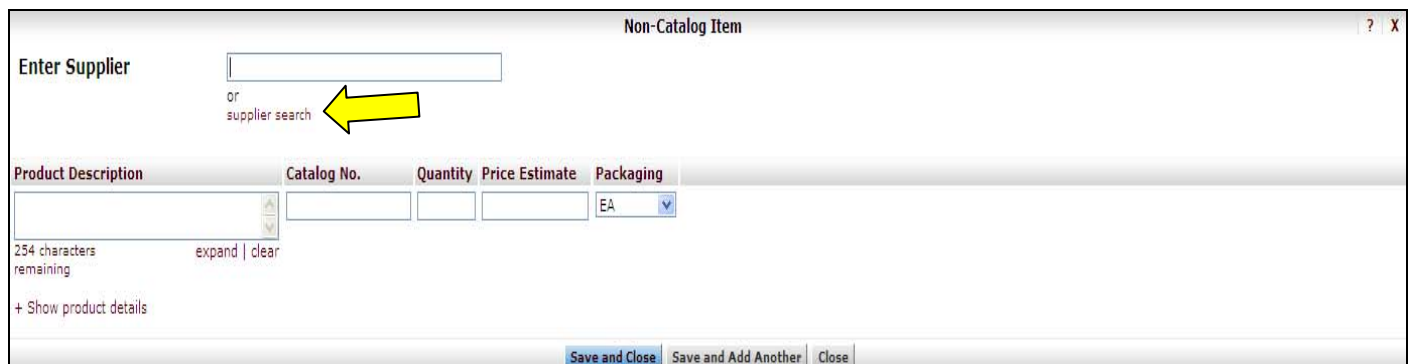 Non-Catalog Item ? X
Enter Supplier
or
supplier search
Product Description Catalog No. Quantity Price Estimate Packaging
EA
254 characters remaining expand | clear
+ Show product details
Save and Close Save and Add Another Close